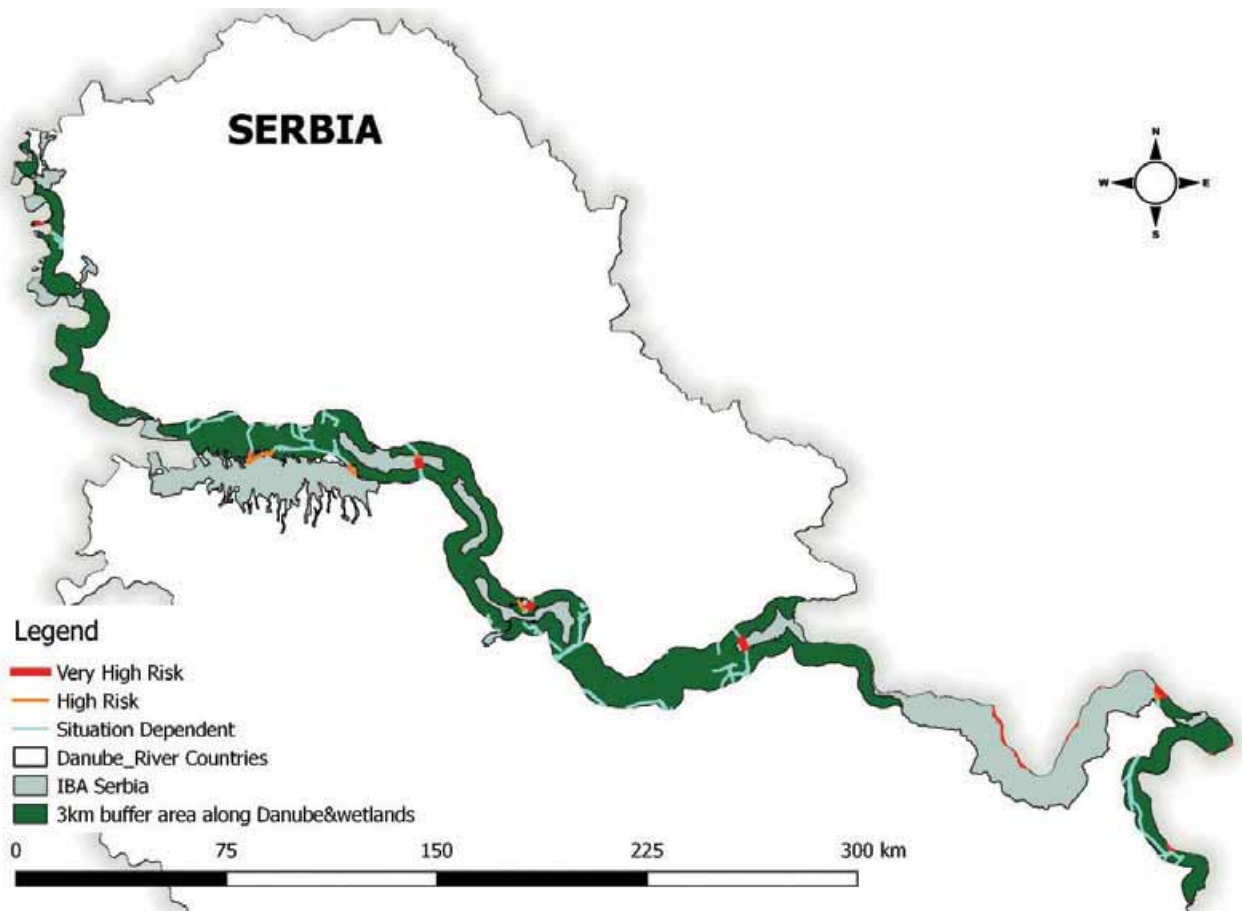 SERBIA
N
W E
S
Legend
Very High Risk
High Risk
Situation Dependent
Danube_River Countries
IBA Serbia
3km buffer area along Danube&wetlands
0 75 150 225 300 km